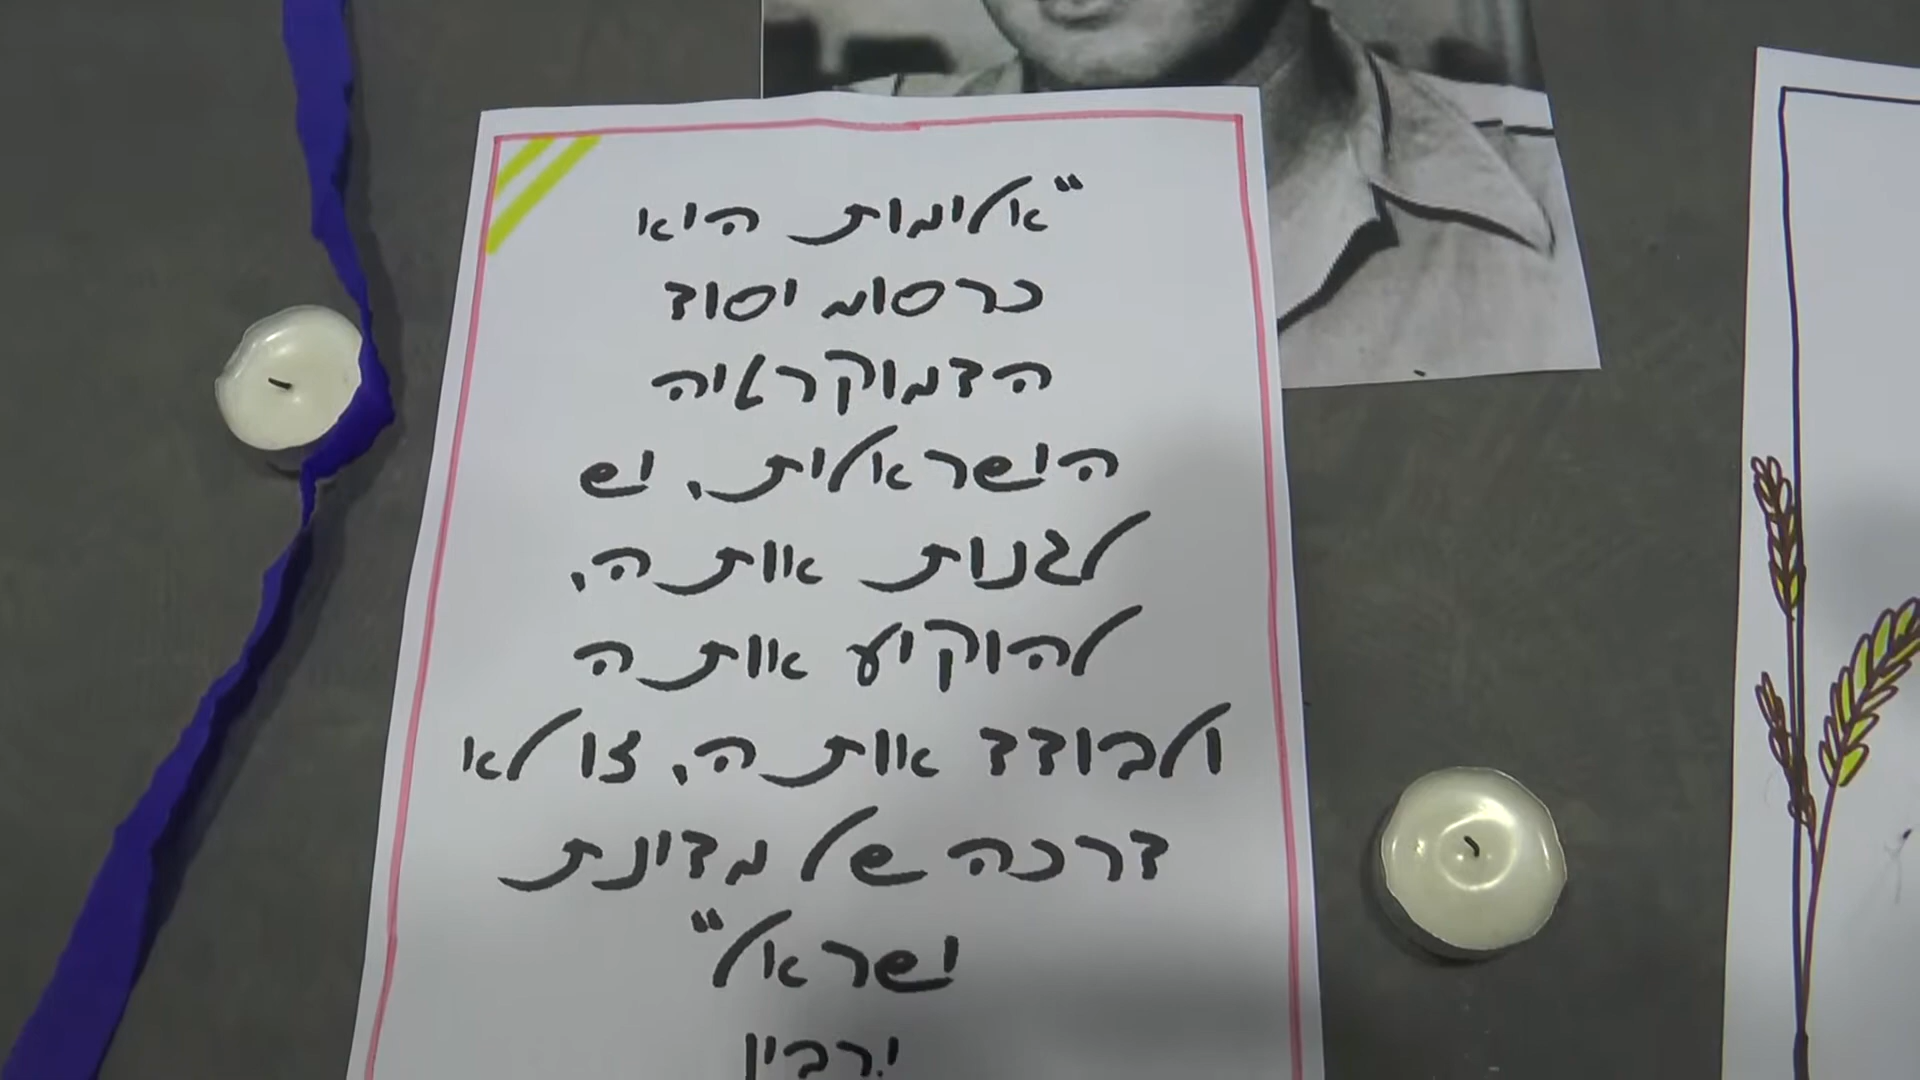 "אלימות היא
כרסום יסוד
הדמוקרטיה
הישראלית, יש
לגנות אותה,
להוקיע אותה
ולבודד אותה, זו לא
דרכה של מדינת
ישראל"
י.רבין